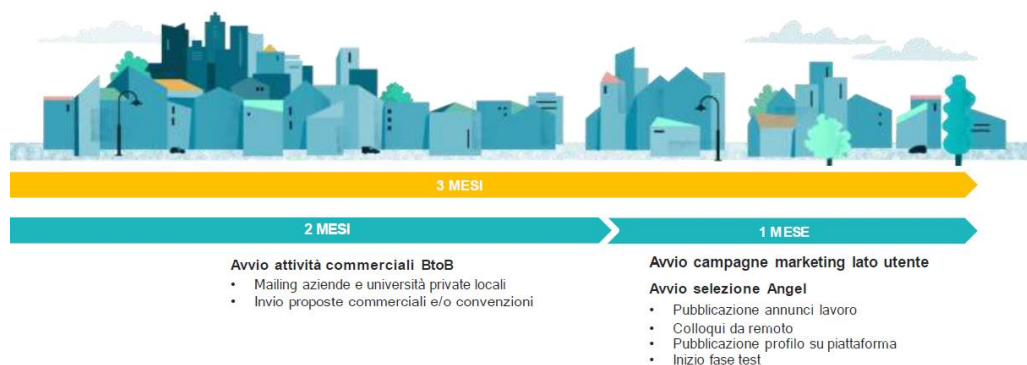 3 MESI
2 MESI
1 MESE
Avvio attività commerciali BtoB
• Mailing aziende e università private locali
• Invio proposte commerciali e/o convenzioni
Avvio campagne marketing lato utente
Avvio selezione Angel
• Pubblicazione annunci lavoro
• Colloqui da remoto
• Pubblicazione profilo su piattaforma
• Inizio fase test